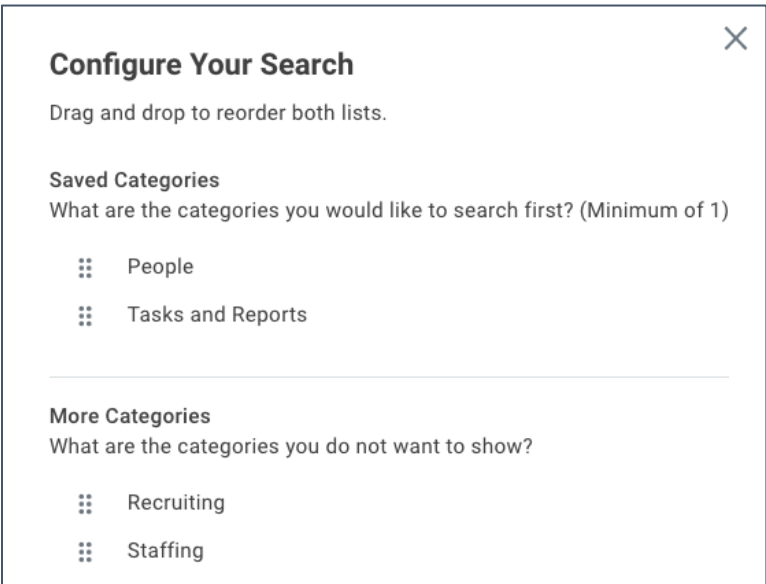 Configure Your Search
Drag and drop to reorder both lists.
Saved Categories
What are the categories you would like to search first? (Minimum of 1)
People
Tasks and Reports
More Categories
What are the categories you do not want to show?
Recruiting
Staffing